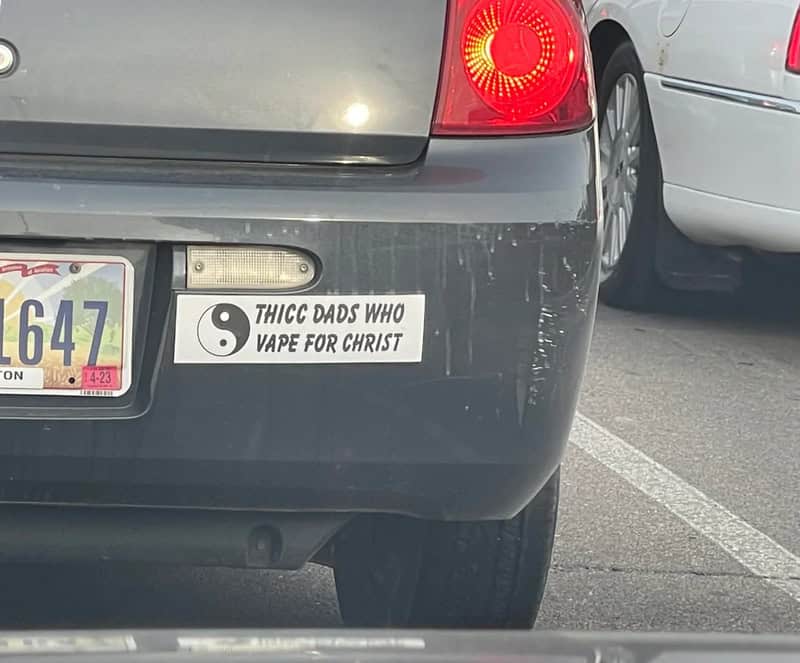 THICC DADS WHO
VAPE FOR CHRIST
1647
TON
4-23